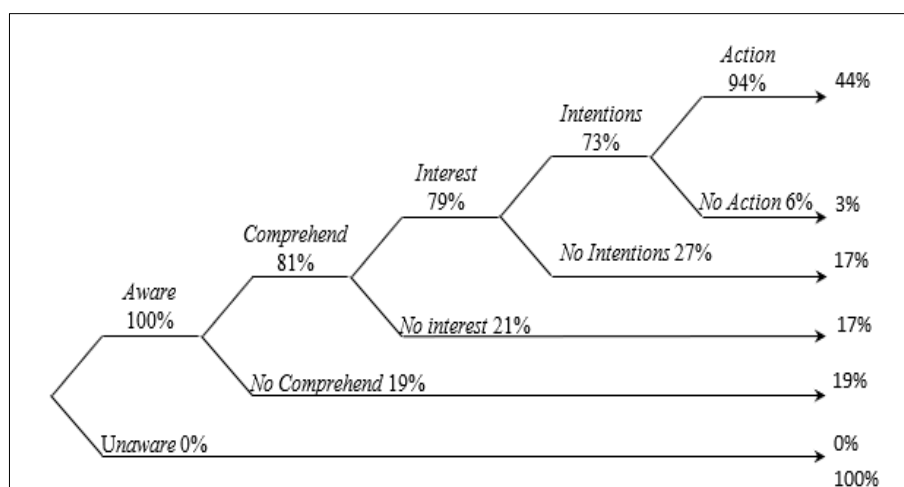 Action
94%
44%
Intentions
73%
Interest
79%
No Action 6%
3%
Comprehend
81%
No Intentions 27%
17%
Aware
100%
No interest 21%
17%
No Comprehend 19%
19%
Unaware 0%
0%
100%